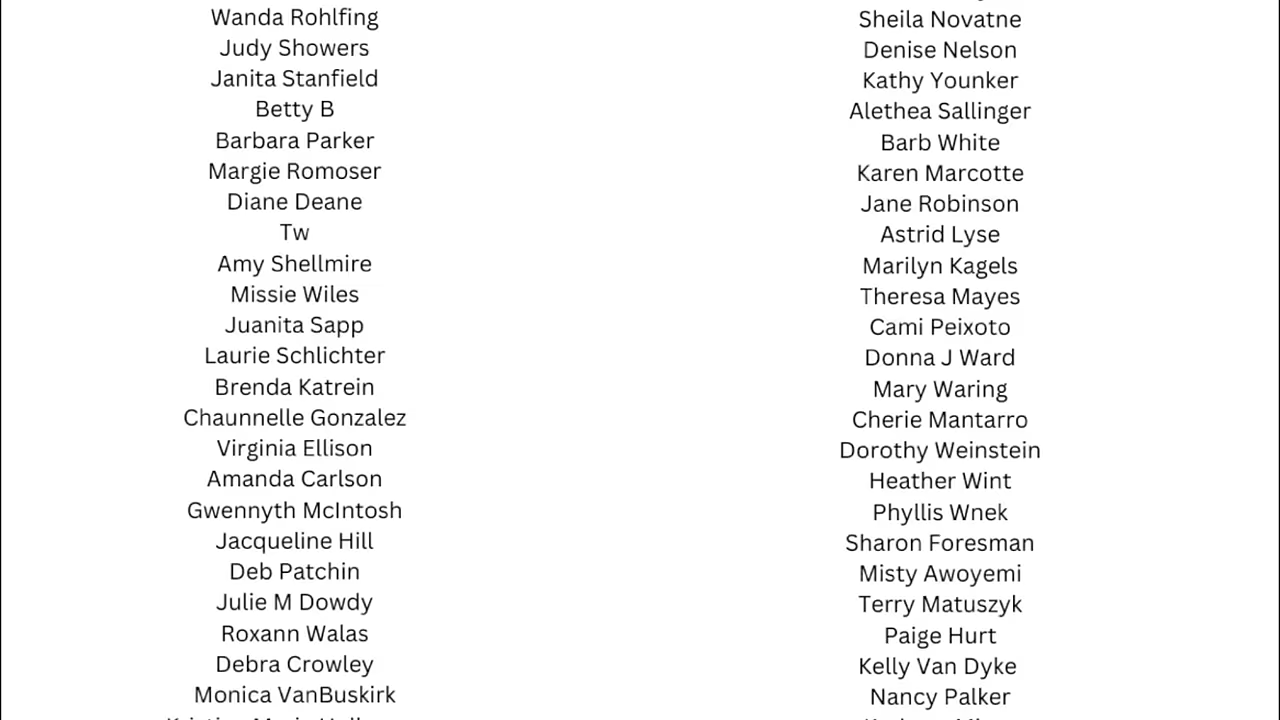 Wanda Rohlfing
Judy Showers
Janita Stanfield
Betty B
Barbara Parker
Margie Romoser
Diane Deane
Tw
Amy Shellmire
Missie Wiles
Juanita Sapp
Laurie Schlichter
Brenda Katrein
Chaunnelle Gonzalez
Virginia Ellison
Amanda Carlson
Gwennyth McIntosh
Jacqueline Hill
Deb Patchin
Julie M Dowdy
Roxann Walas
Debra Crowley
Monica VanBuskirk
Sheila Novatne
Denise Nelson
Kathy Younker
Alethea Sallinger
Barb White
Karen Marcotte
Jane Robinson
Astrid Lyse
Marilyn Kagels
Theresa Mayes
Cami Peixoto
Donna J Ward
Mary Waring
Cherie Mantarro
Dorothy Weinstein
Heather Wint
Phyllis Wnek
Sharon Foresman
Misty Awoyemi
Terry Matuszyk
Paige Hurt
Kelly Van Dyke
Nancy Palker